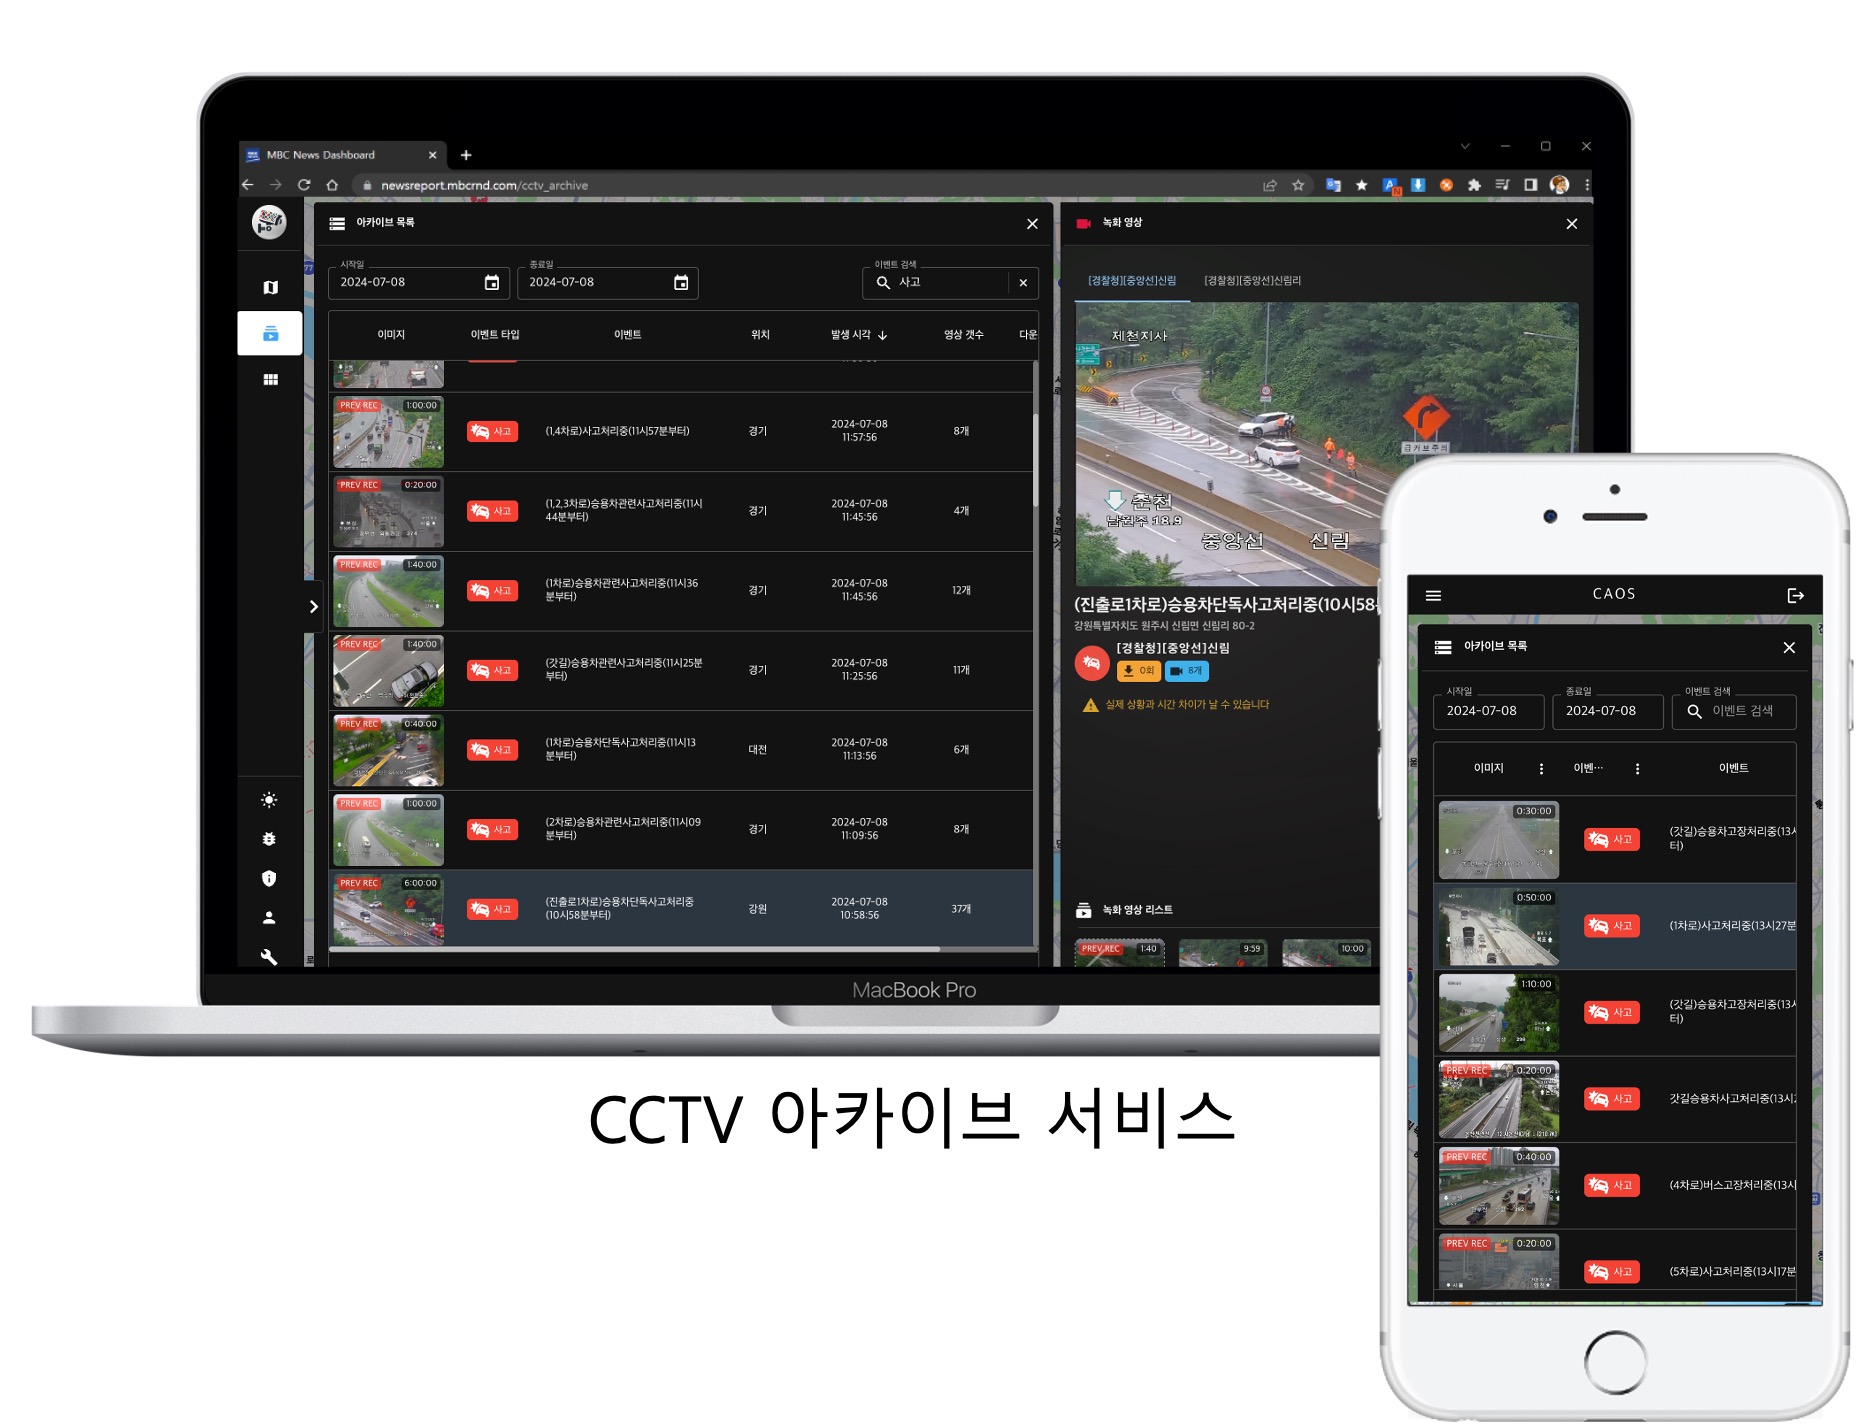 MBC News Dashboard
newsreport.mbcrnd.com/cctv_archive
아카이브 목록
시작일
2024-07-08
종료일
2024-07-08
이벤트 검색
사고
이미지
이벤트 타입
이벤트
위치
발생 시각
영상 갯수
다운
PREV REC
1:00:00
사고
(1,4차로)사고처리중(11시57분부터)
경기
2024-07-08
11:57:56
8개
PREV REC
0:20:00
사고
(1,2,3차로)승용차관련사고처리중(11시
44분부터)
경기
2024-07-08
11:45:56
4개
PREV REC
1:40:00
사고
(1차로)승용차관련사고처리중(11시36
분부터)
경기
2024-07-08
11:45:56
12개
PREV REC
1:40:00
사고
(갓길)승용차관련사고처리중(11시25분
부터)
경기
2024-07-08
11:25:56
11개
PREV REC
0:40:00
사고
(1차로)승용차단독사고처리중(11시13
분부터)
대전
2024-07-08
11:13:56
6개
PREV REC
1:00:00
사고
(2차로)승용차관련사고처리중(11시09
분부터)
경기
2024-07-08
11:09:56
8개
PREV REC
6:00:00
사고
(진출로1차로)승용차단독사고처리중
(10시58분부터)
강원
2024-07-08
10:58:56
37개
녹화 영상
[경찰청][중앙선]신림
[경찰청][중앙선]신림리
제천지사
급커브주의
춘천
남원주 18.9
중앙선
신림
(진출로1차로)승용차단독사고처리중(10시58
강원특별자치도 원주시 신림면 신림리 80-2
[경찰청][중앙선]신림
0회
8개
실제 상황과 시간 차이가 날 수 있습니다
녹화 영상 리스트
PREV REC
1:40
9:59
10:00
MacBook Pro
CAOS
아카이브 목록
시작일
2024-07-08
종료일
2024-07-08
이벤트 검색
이벤트 검색
이미지
이벤…
이벤트
0:30:00
사고
(갓길)승용차고장처리중(13시
터)
0:50:00
사고
(1차로)사고처리중(13시27분
1:10:00
사고
(갓길)승용차고장처리중(13시
터)
PREV REC
0:20:00
사고
갓길승용차사고처리중(13시2
PREV REC
0:40:00
사고
(4차로)버스고장처리중(13시
PREV REC
0:20:00
사고
(5차로)사고처리중(13시17분
CCTV 아카이브 서비스